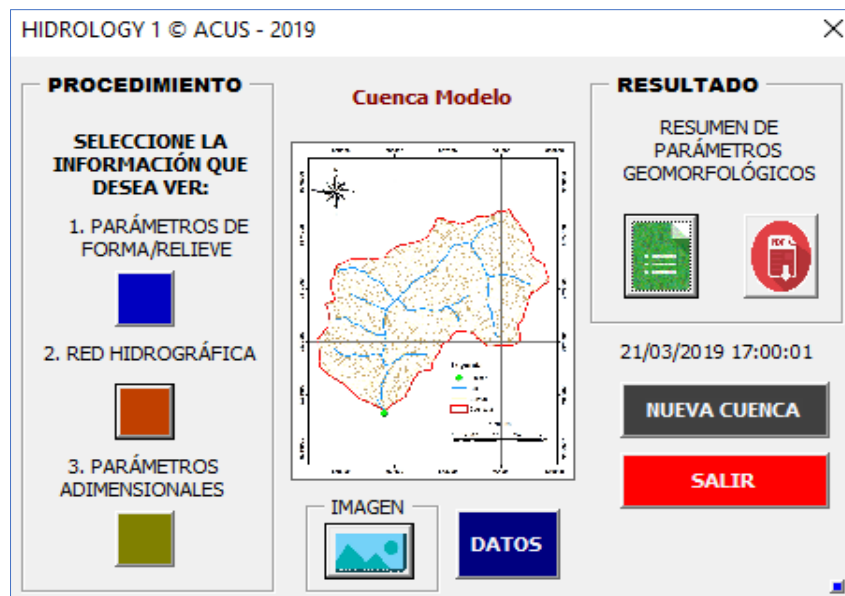 HIDROLOGY 1 © ACUS - 2019
PROCEDIMIENTO
SELECCIONE LA
INFORMACIÓN QUE
DESEA VER:
1. PARÁMETROS DE
FORMA/RELIEVE
2. RED HIDROGRÁFICA
3. PARÁMETROS
ADIMENSIONALES
Cuenca Modelo
IMAGEN
DATOS
RESULTADO
RESUMEN DE
PARÁMETROS
GEOMORFOLÓGICOS
PDF
21/03/2019 17:00:01
NUEVA CUENCA
SALIR